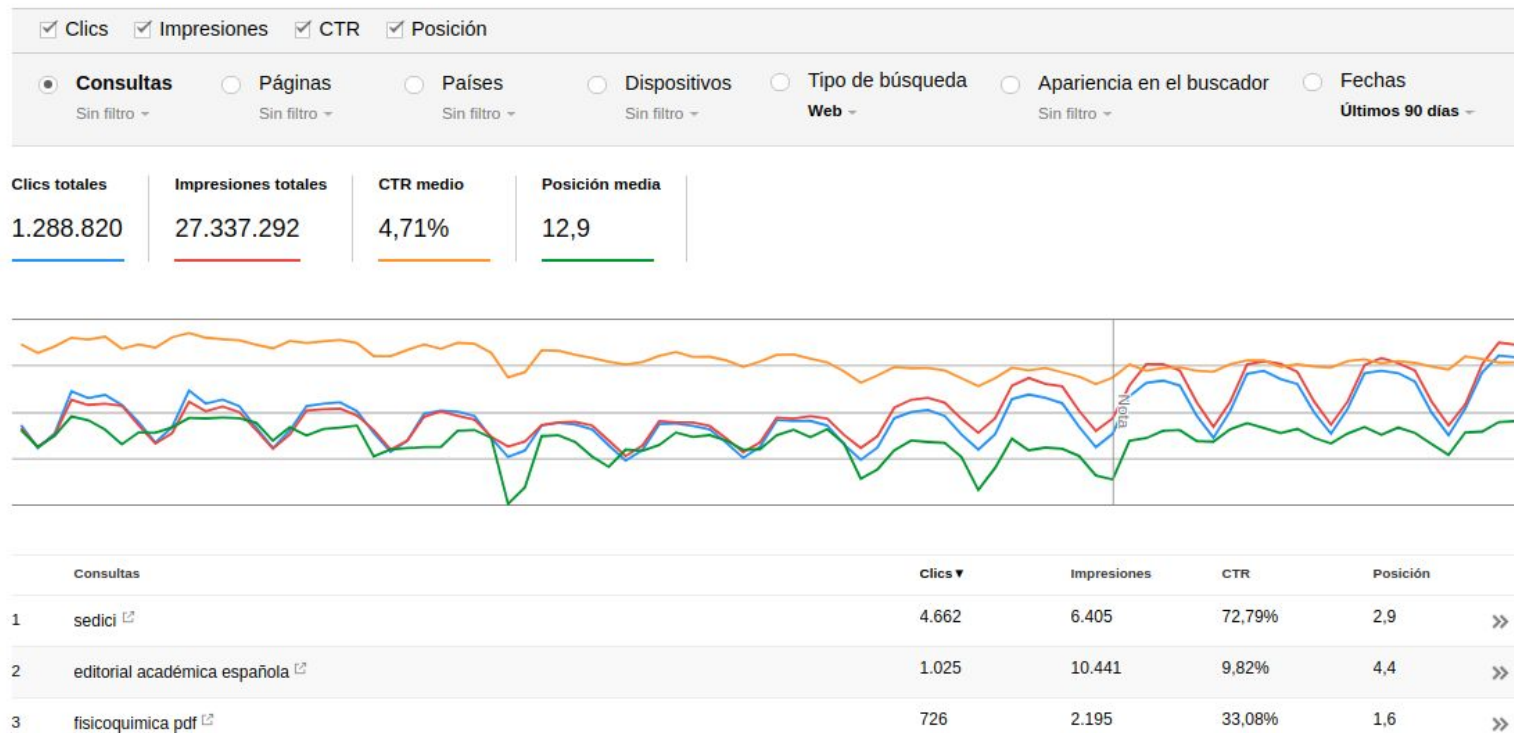 Clics Impresiones CTR Posición
Consultas Páginas Países Dispositivos Tipo de búsqueda Apariencia en el buscador Fechas
Sin filtro Sin filtro Sin filtro Sin filtro Web Sin filtro Últimos 90 días
Clics totales Impresiones totales CTR medio Posición media
1.288.820 27.337.292 4,71% 12,9
Nota
Consultas Clics▼ Impresiones CTR Posición
1 sedici 4.662 6.405 72,79% 2,9 »
2 editorial académica española 1.025 10.441 9,82% 4,4 »
3 fisicoquimica pdf 726 2.195 33,08% 1,6 »